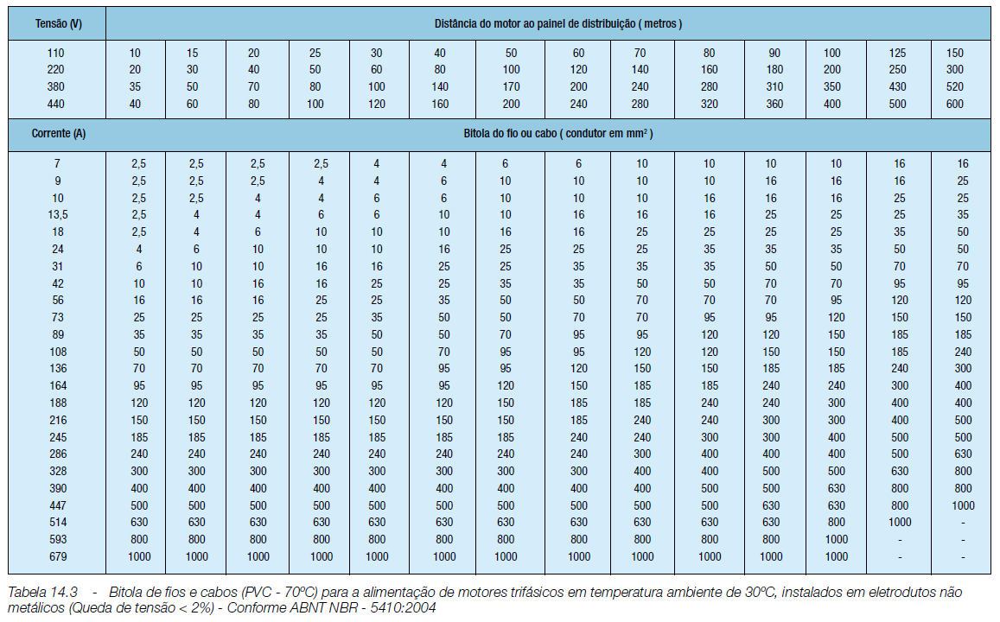 Tensão (V) Distância do motor ao painel de distribuição ( metros )
110 10 15 20 25 30 40 50 60 70 80 90 100 125 150
220 20 30 40 50 60 80 100 120 140 160 180 200 250 300
380 35 50 70 80 100 140 170 200 240 280 310 350 430 520
440 40 60 80 100 120 160 200 240 280 320 360 400 500 600
Corrente (A) Bitola do fio ou cabo ( condutor em mm² )
7 2,5 2,5 2,5 2,5 4 4 6 6 10 10 10 10 16 16
9 2,5 2,5 2,5 4 4 6 10 10 10 10 16 16 16 25
10 2,5 2,5 4 4 6 6 10 10 10 16 16 16 25 25
13,5 2,5 4 4 6 6 10 10 16 16 16 25 25 25 35
18 2,5 4 6 10 10 10 16 16 25 25 25 25 35 50
24 4 6 10 10 10 16 25 25 25 35 35 35 50 50
31 6 10 10 16 16 25 25 35 35 35 50 50 70 70
42 10 10 16 16 25 25 35 35 50 50 70 70 95 95
56 16 16 16 25 25 35 50 50 70 70 70 95 120 120
73 25 25 25 25 35 50 50 70 70 95 95 120 150 150
89 35 35 35 35 50 50 70 95 95 120 120 150 185 185
108 50 50 50 50 50 70 95 95 120 120 150 150 185 240
136 70 70 70 70 70 95 95 120 150 150 185 185 240 300
164 95 95 95 95 95 95 120 150 185 185 240 240 300 400
188 120 120 120 120 120 120 150 185 185 240 240 300 400 400
216 150 150 150 150 150 150 150 185 240 240 300 300 400 500
245 185 185 185 185 185 185 185 240 240 300 300 400 500 500
286 240 240 240 240 240 240 240 240 300 400 400 400 500 630
328 300 300 300 300 300 300 300 300 400 400 500 500 630 800
390 400 400 400 400 400 400 400 400 400 500 500 630 800 800
447 500 500 500 500 500 500 500 500 500 500 630 630 800 1000
514 630 630 630 630 630 630 630 630 630 630 630 800 1000 -
593 800 800 800 800 800 800 800 800 800 800 800 1000 - -
679 1000 1000 1000 1000 1000 1000 1000 1000 1000 1000 1000 1000 - -
Tabela 14.3 - Bitola de fios e cabos (PVC - 70ºC) para a alimentação de motores trifásicos em temperatura ambiente de 30ºC, instalados em eletrodutos não
metálicos (Queda de tensão < 2%) - Conforme ABNT NBR - 5410:2004